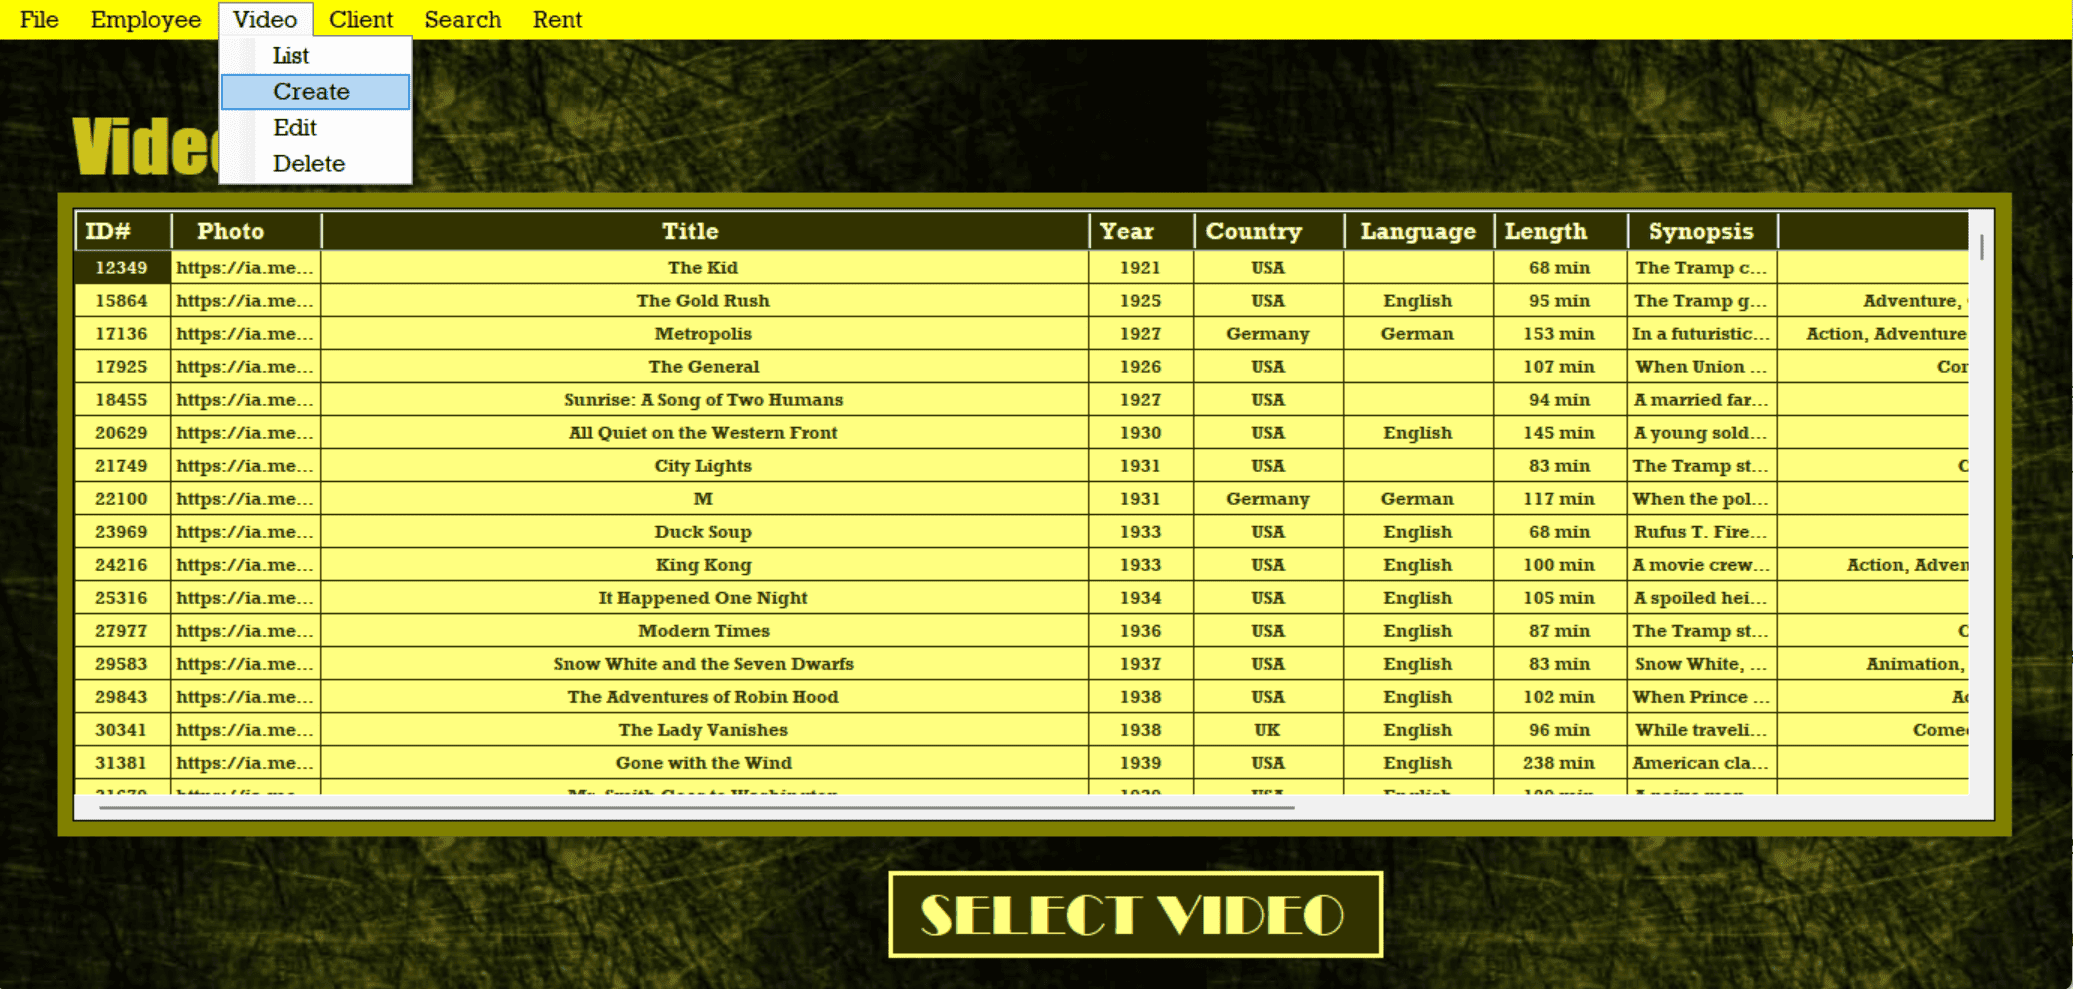 File Employee Video Client Search Rent
List
Create
Edit
Delete
Video
ID# Photo Title Year Country Language Length Synopsis
12349 https://ia.me... The Kid 1921 USA 68 min The Tramp c...
15864 https://ia.me... The Gold Rush 1925 USA English 95 min The Tramp g... Adventure,
17136 https://ia.me... Metropolis 1927 Germany German 153 min In a futuristic... Action, Adventure
17925 https://ia.me... The General 1926 USA 107 min When Union ...
18455 https://ia.me... Sunrise: A Song of Two Humans 1927 USA 94 min A married far...
20629 https://ia.me... All Quiet on the Western Front 1930 USA English 145 min A young sold...
21749 https://ia.me... City Lights 1931 USA 83 min The Tramp st...
22100 https://ia.me... M 1931 Germany German 117 min When the pol...
23969 https://ia.me... Duck Soup 1933 USA English 68 min Rufus T. Fire...
24216 https://ia.me... King Kong 1933 USA English 100 min A movie crew... Action, Adven
25316 https://ia.me... It Happened One Night 1934 USA English 105 min A spoiled hei...
27977 https://ia.me... Modern Times 1936 USA English 87 min The Tramp st...
29583 https://ia.me... Snow White and the Seven Dwarfs 1937 USA English 83 min Snow White, ... Animation,
29843 https://ia.me... The Adventures of Robin Hood 1938 USA English 102 min When Prince ...
30341 https://ia.me... The Lady Vanishes 1938 UK English 96 min While traveli... Come
31381 https://ia.me... Gone with the Wind 1939 USA English 238 min American cla...
SELECT VIDEO